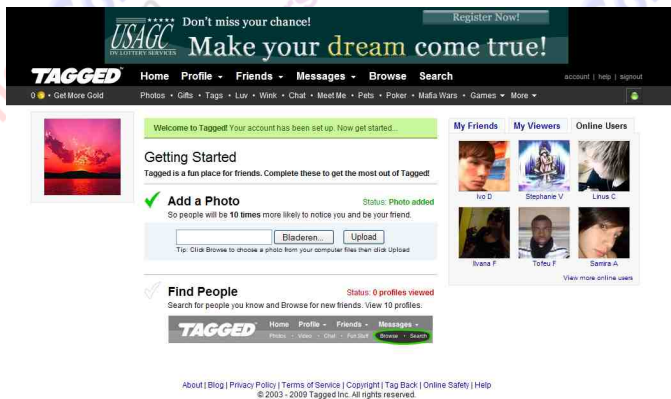 USAGC
DV LOTTERY SERVICES
Don't miss your chance!
Register Now!
Make your dream come true!
TAGGED
Home Profile Friends Messages Browse Search
account | help | signout
0 • Get More Gold
Photos • Gifts • Tags • Luv • Wink • Chat • Meet Me • Pets • Poker • Mafia Wars • Games • More
Welcome to Tagged! Your account has been set up. Now get started...
My Friends My Viewers Online Users
Getting Started
Tagged is a fun place for friends. Complete these to get the most out of Tagged!
Add a Photo
Status: Photo added
So people will be 10 times more likely to notice you and be your friend.
Bladeren... Upload
Tip: Click Browse to choose a photo from your computer files then click Upload
Ivo D Stephanie V Linus C
Ilvana F Tofeu F Samira A
View more online users
Find People
Status: 0 profiles viewed
Search for people you know and Browse for new friends. View 10 profiles.
TAGGED
Home Profile Friends Messages
Photos • Video • Chat • Fun Stuff Browse • Search
About | Blog | Privacy Policy | Terms of Service | Copyright | Tag Back | Online Safety | Help
© 2003 - 2009 Tagged Inc. All rights reserved.